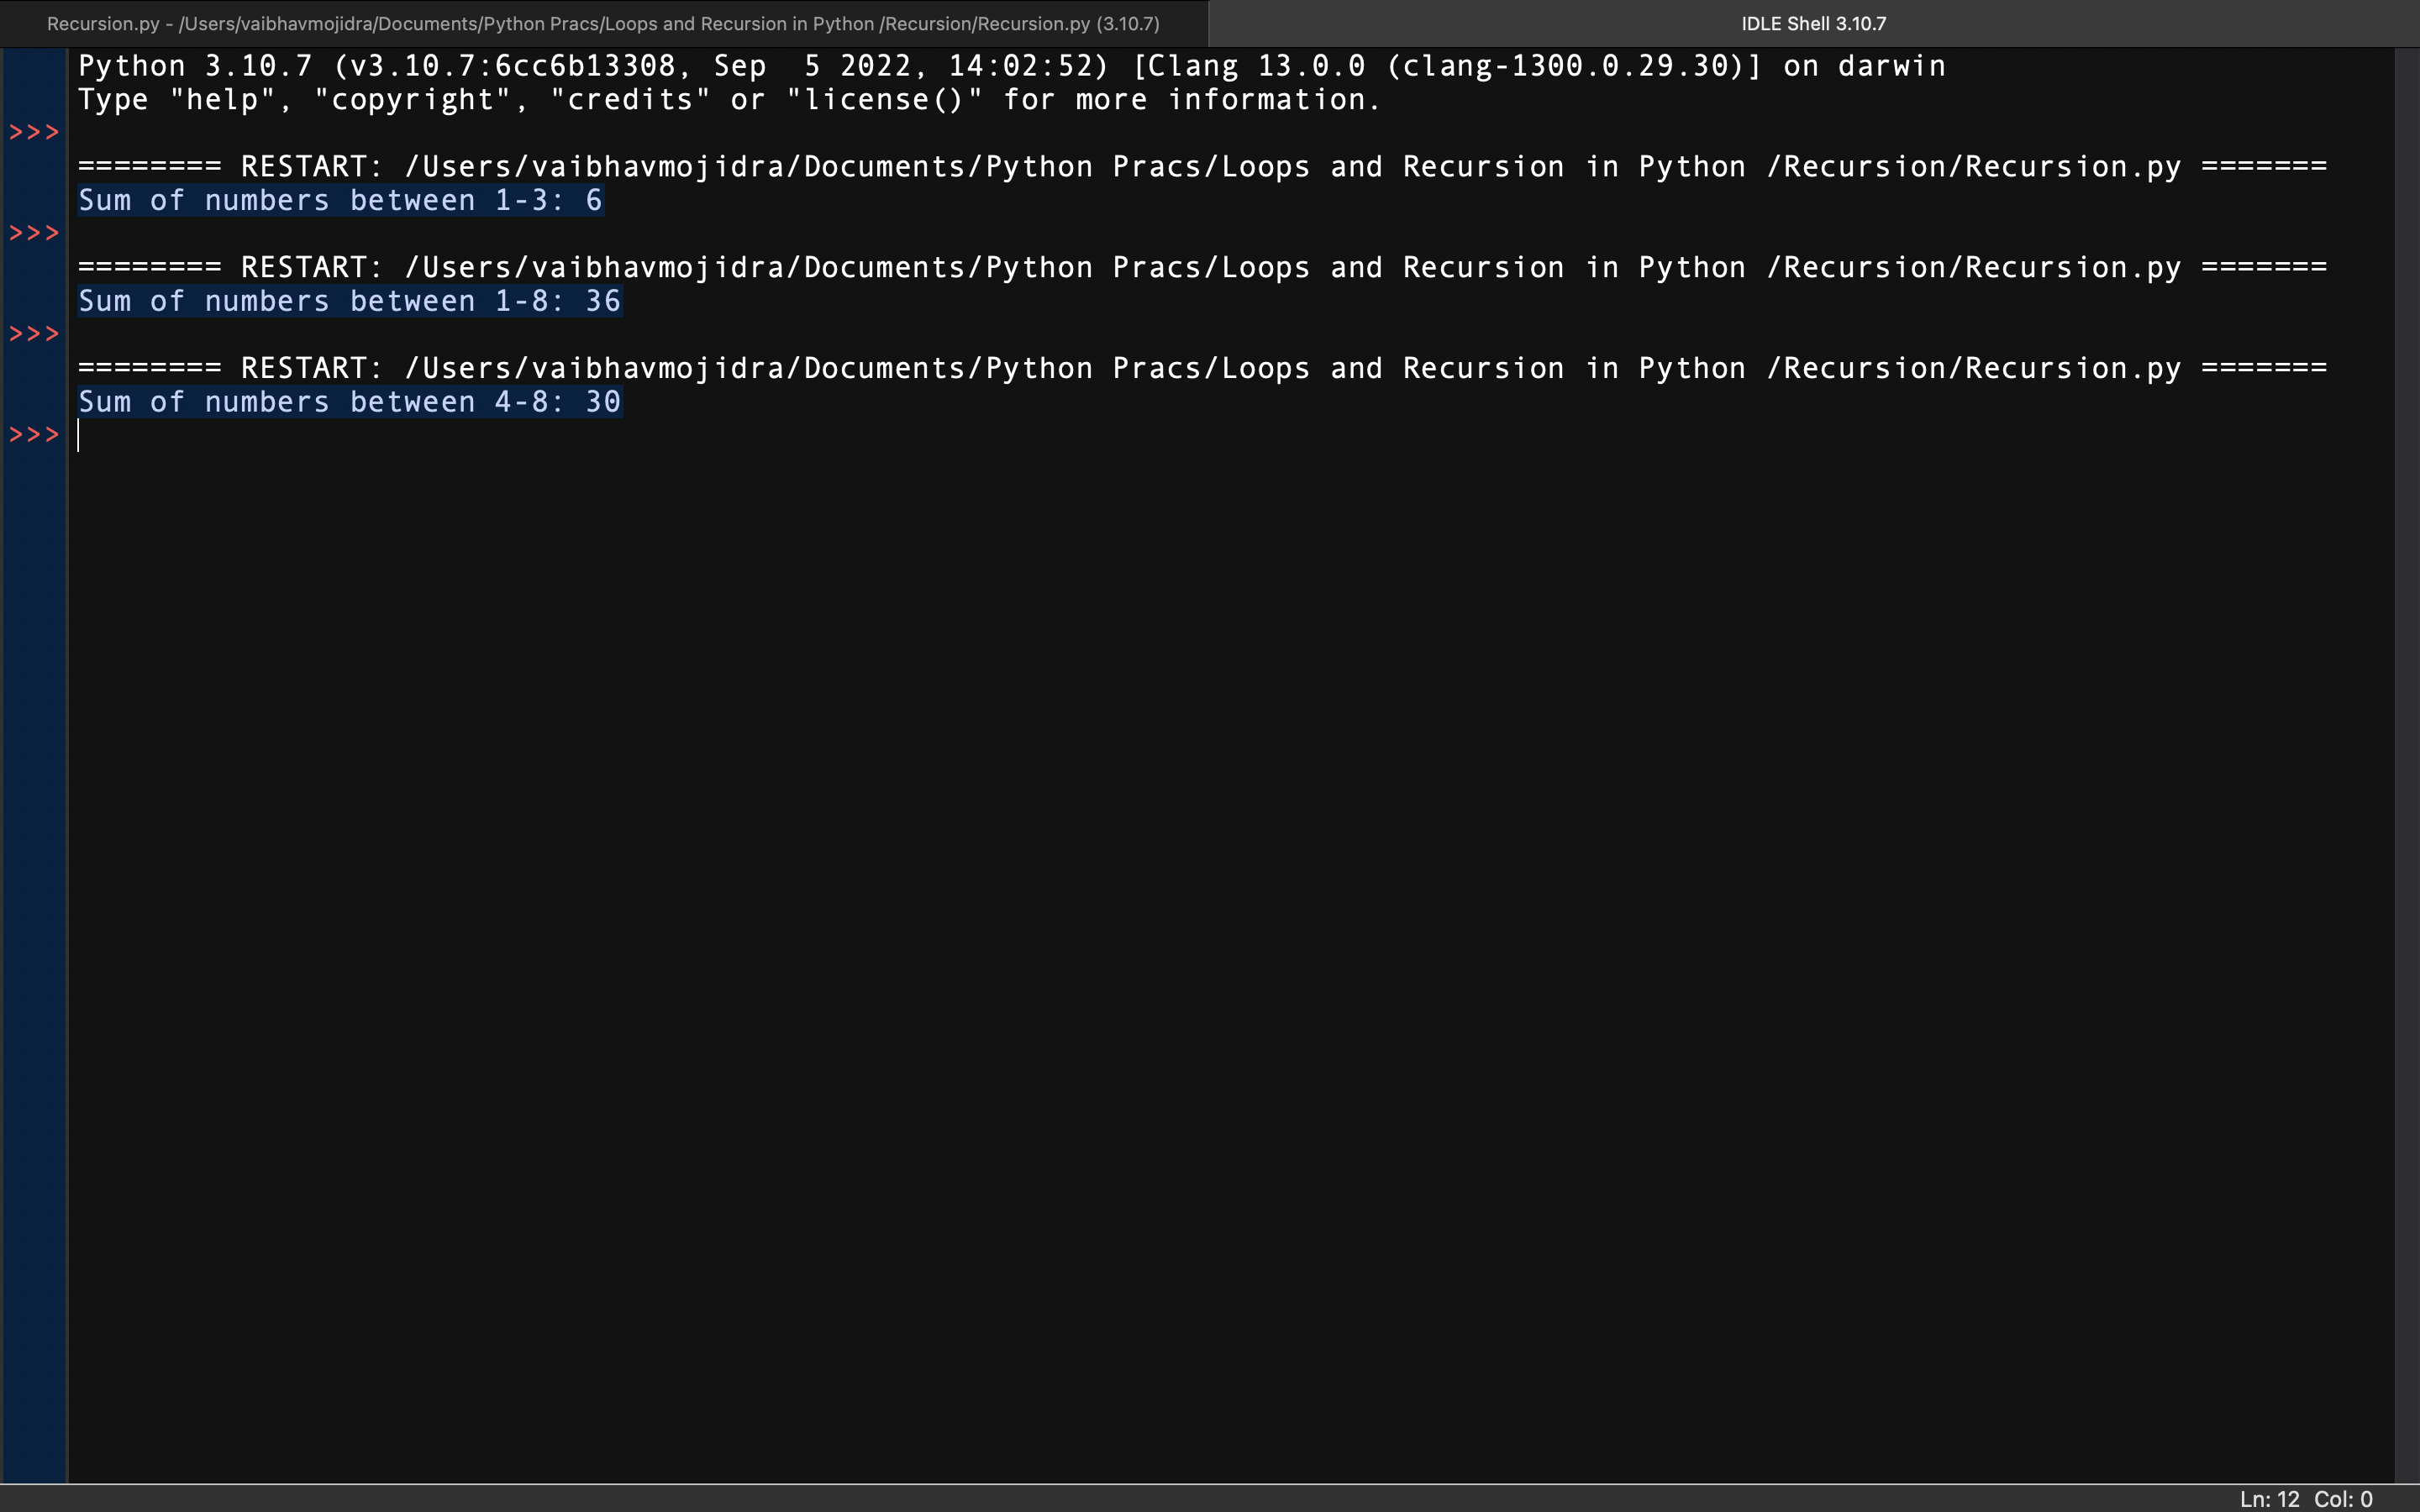 Recursion.py - /Users/vaibhavmojidra/Documents/Python Pracs/Loops and Recursion in Python /Recursion/Recursion.py (3.10.7)
IDLE Shell 3.10.7
Python 3.10.7 (v3.10.7:6cc6b13308, Sep  5 2022, 14:02:52) [Clang 13.0.0 (clang-1300.0.29.30)] on darwin
Type "help", "copyright", "credits" or "license()" for more information.
>>>
======== RESTART: /Users/vaibhavmojidra/Documents/Python Pracs/Loops and Recursion in Python /Recursion/Recursion.py =======
Sum of numbers between 1-3: 6
>>>
======== RESTART: /Users/vaibhavmojidra/Documents/Python Pracs/Loops and Recursion in Python /Recursion/Recursion.py =======
Sum of numbers between 1-8: 36
>>>
======== RESTART: /Users/vaibhavmojidra/Documents/Python Pracs/Loops and Recursion in Python /Recursion/Recursion.py =======
Sum of numbers between 4-8: 30
>>>
Ln: 12 Col: 0